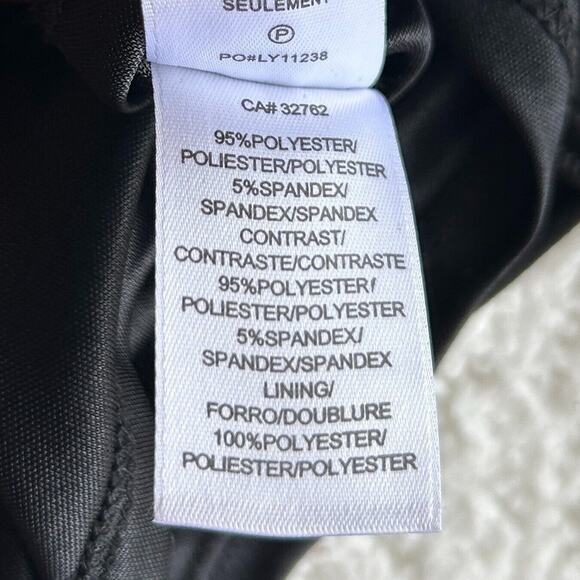 SEULEMENT
P
PO#LY11238
CA# 32762
95%POLYESTER/
POLIESTER/POLYESTER
5%SPANDEX/
SPANDEX/SPANDEX
CONTRAST/
CONTRASTE/CONTRASTE
95%POLYESTER/
POLIESTER/POLYESTER
5%SPANDEX/
SPANDEX/SPANDEX
LINING/
FORRO/DOUBLURE
100%POLYESTER/
POLIESTER/POLYESTER